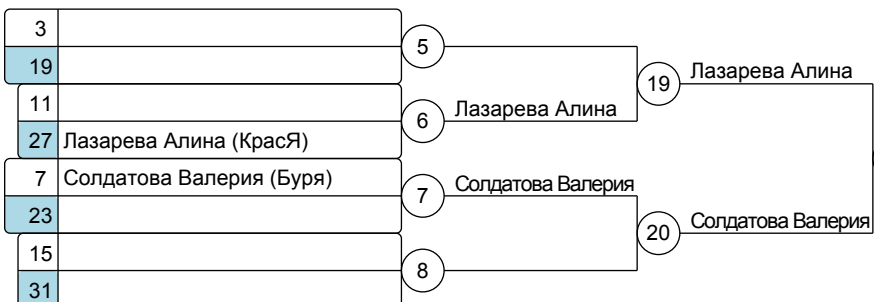 3
5
19
19 Лазарева Алина
11
6 Лазарева Алина
27 Лазарева Алина (КрасЯ)
7 Солдатова Валерия (Буря)
7 Солдатова Валерия
23
20 Солдатова Валерия
15
8
31